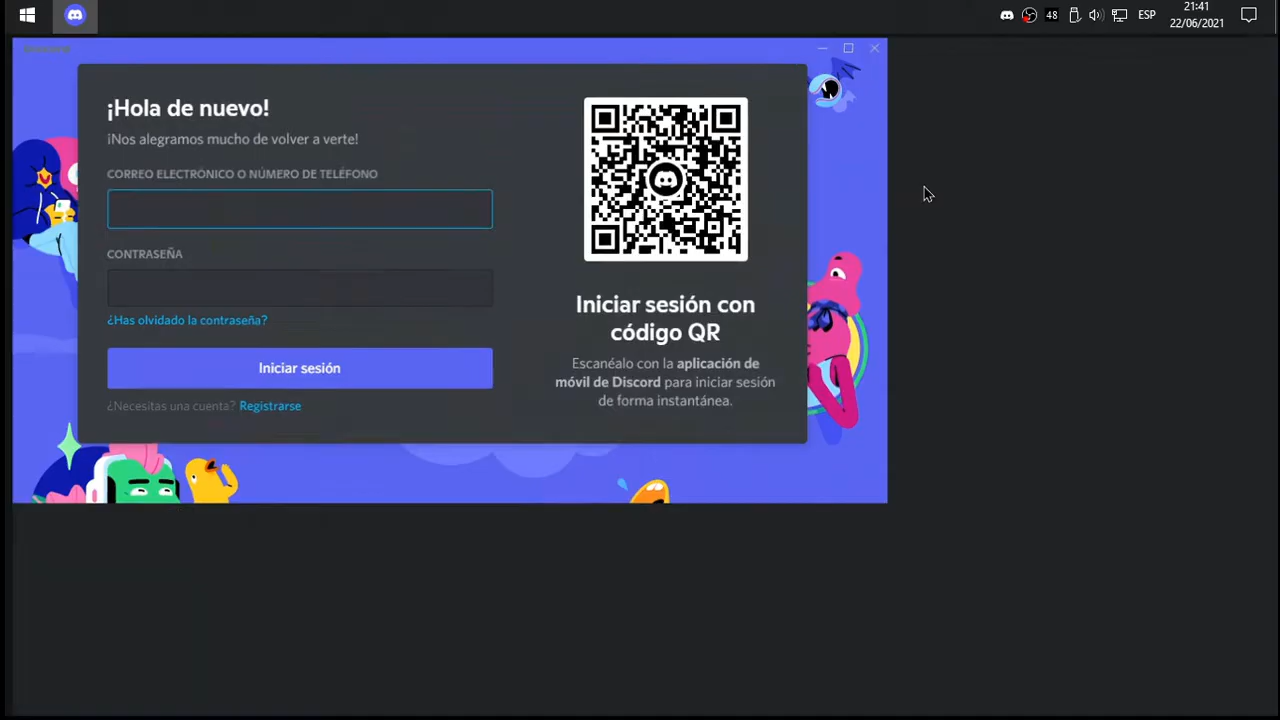 48
ESP
21:41
22/06/2021
¡Hola de nuevo!
¡Nos alegramos mucho de volver a verte!
CORREO ELECTRÓNICO O NÚMERO DE TELÉFONO
CONTRASEÑA
¿Has olvidado la contraseña?
Iniciar sesión
¿Necesitas una cuenta? Registrarse
Iniciar sesión con
código QR
Escanéalo con la aplicación de
móvil de Discord para iniciar sesión
de forma instantánea.